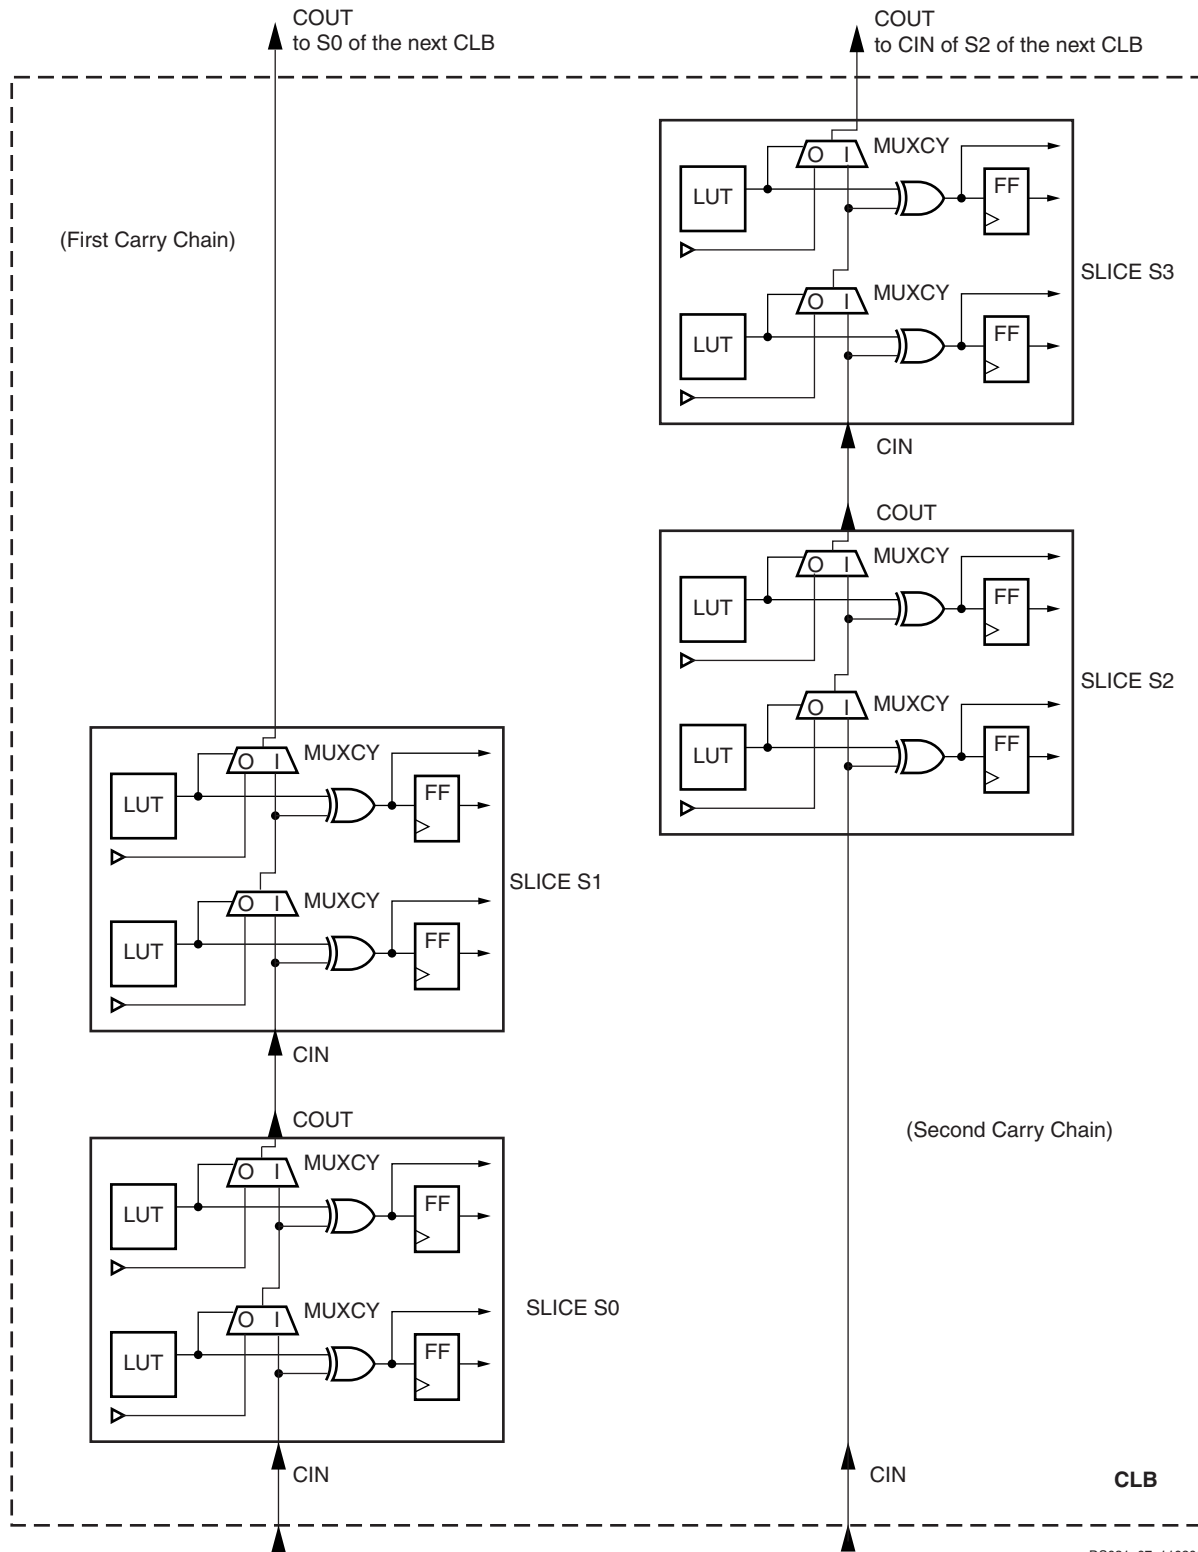 COUT
to S0 of the next CLB
COUT
to CIN of S2 of the next CLB
(First Carry Chain)
O I MUXCY
LUT
FF
SLICE S3
O I MUXCY
LUT
FF
CIN
COUT
O I MUXCY
LUT
FF
SLICE S2
O I MUXCY
LUT
FF
O I MUXCY
LUT
FF
SLICE S1
O I MUXCY
LUT
FF
CIN
COUT
(Second Carry Chain)
O I MUXCY
LUT
FF
SLICE S0
O I MUXCY
LUT
FF
CIN
CIN
CLB